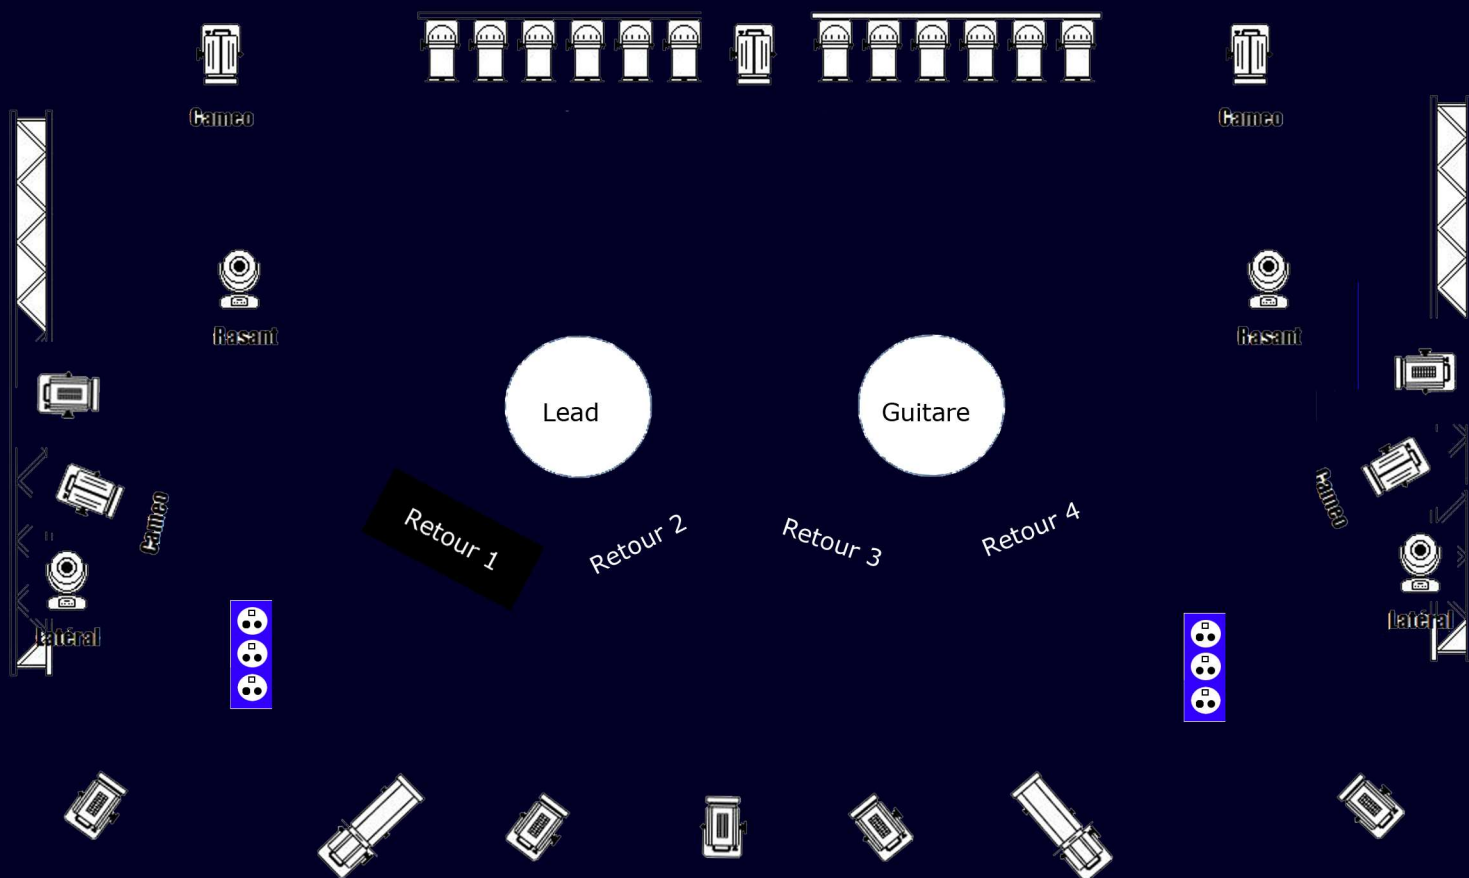 Cameo
Cameo
Rasant
Rasant
Lead
Guitare
Cameo
Cameo
Retour 1
Retour 2
Retour 3
Retour 4
Latéral
Latéral